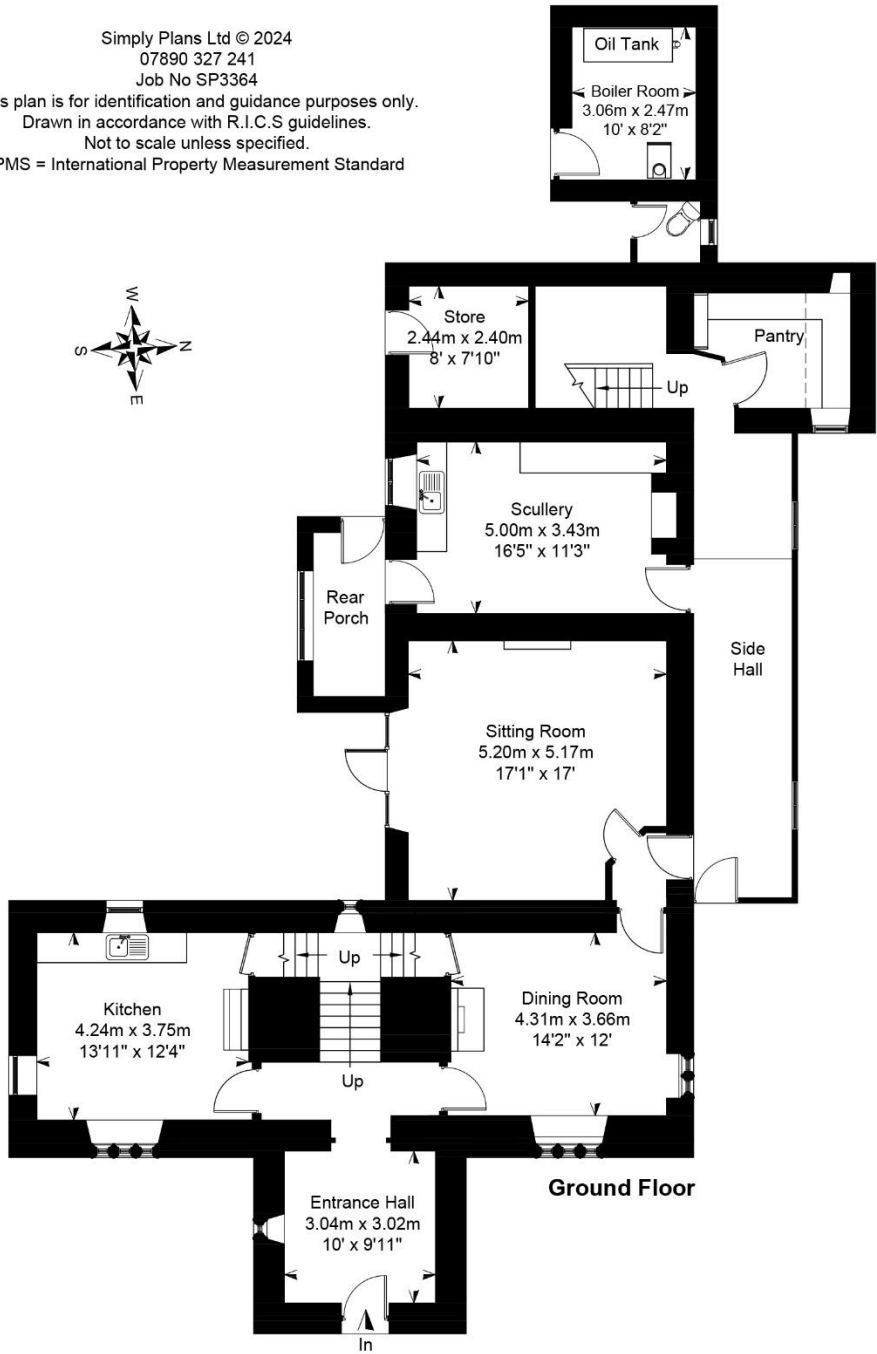 Simply Plans Ltd © 2024
07890 327 241
Job No SP3364
s plan is for identification and guidance purposes only.
Drawn in accordance with R.I.C.S guidelines.
Not to scale unless specified.
PMS = International Property Measurement Standard
Oil Tank
Boiler Room
3.06m x 2.47m
10' x 8'2"
W
S
N
E
Store
2.44m x 2.40m
8' x 7'10"
Up
Pantry
Scullery
5.00m x 3.43m
16'5" x 11'3"
Rear
Porch
Side
Hall
Sitting Room
5.20m x 5.17m
17'1" x 17'
Kitchen
4.24m x 3.75m
13'11" x 12'4"
Up
Up
Dining Room
4.31m x 3.66m
14'2" x 12'
Ground Floor
Entrance Hall
3.04m x 3.02m
10' x 9'11"
In